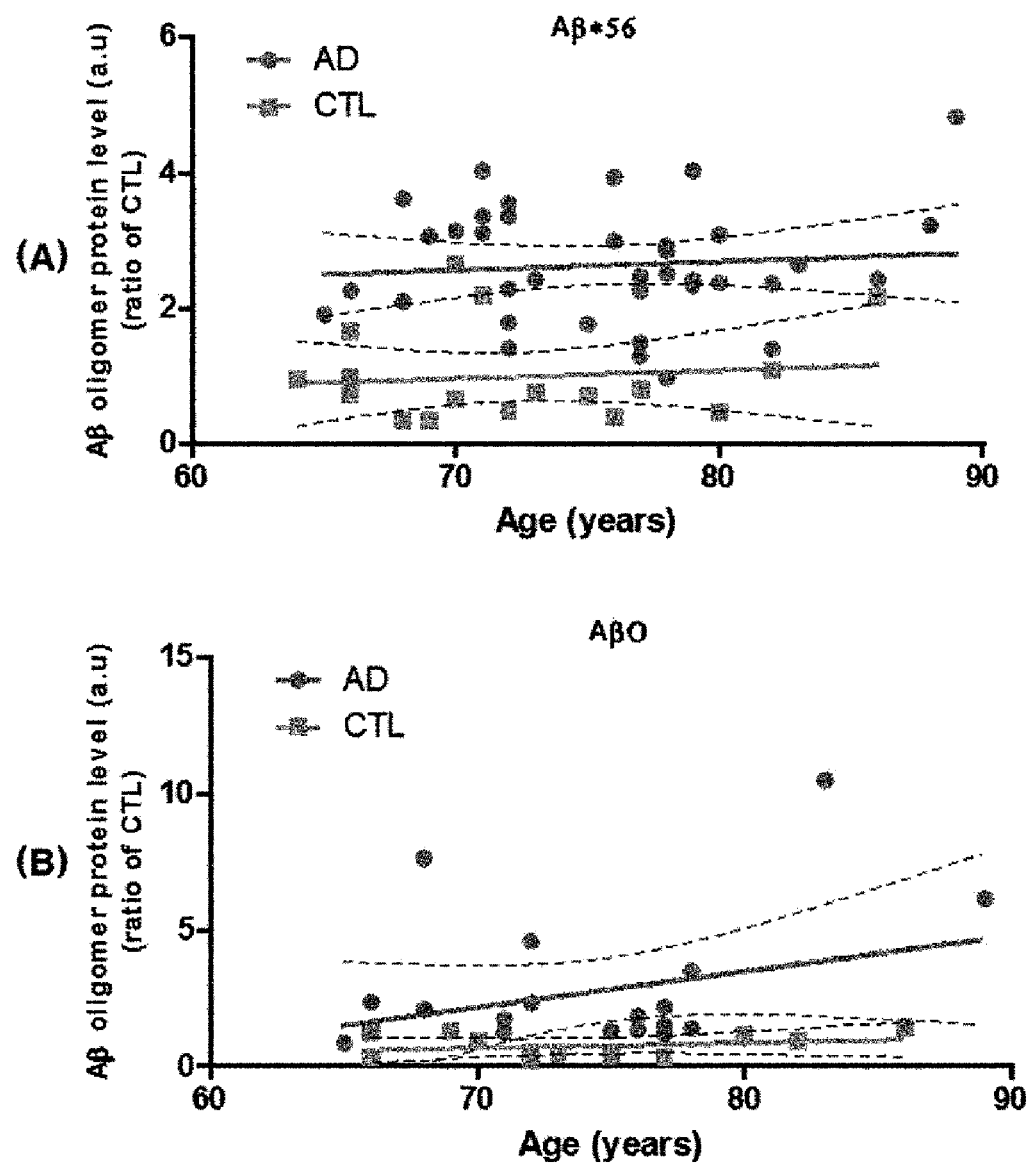 Aβ*56
(A)
Aβ oligomer protein level (a.u)
(ratio of CTL)
6
4
2
0
AD
CTL
60
70
80
90
Age (years)
AβO
(B)
Aβ oligomer protein level (a.u)
(ratio of CTL)
15
10
5
0
AD
CTL
60
70
80
90
Age (years)